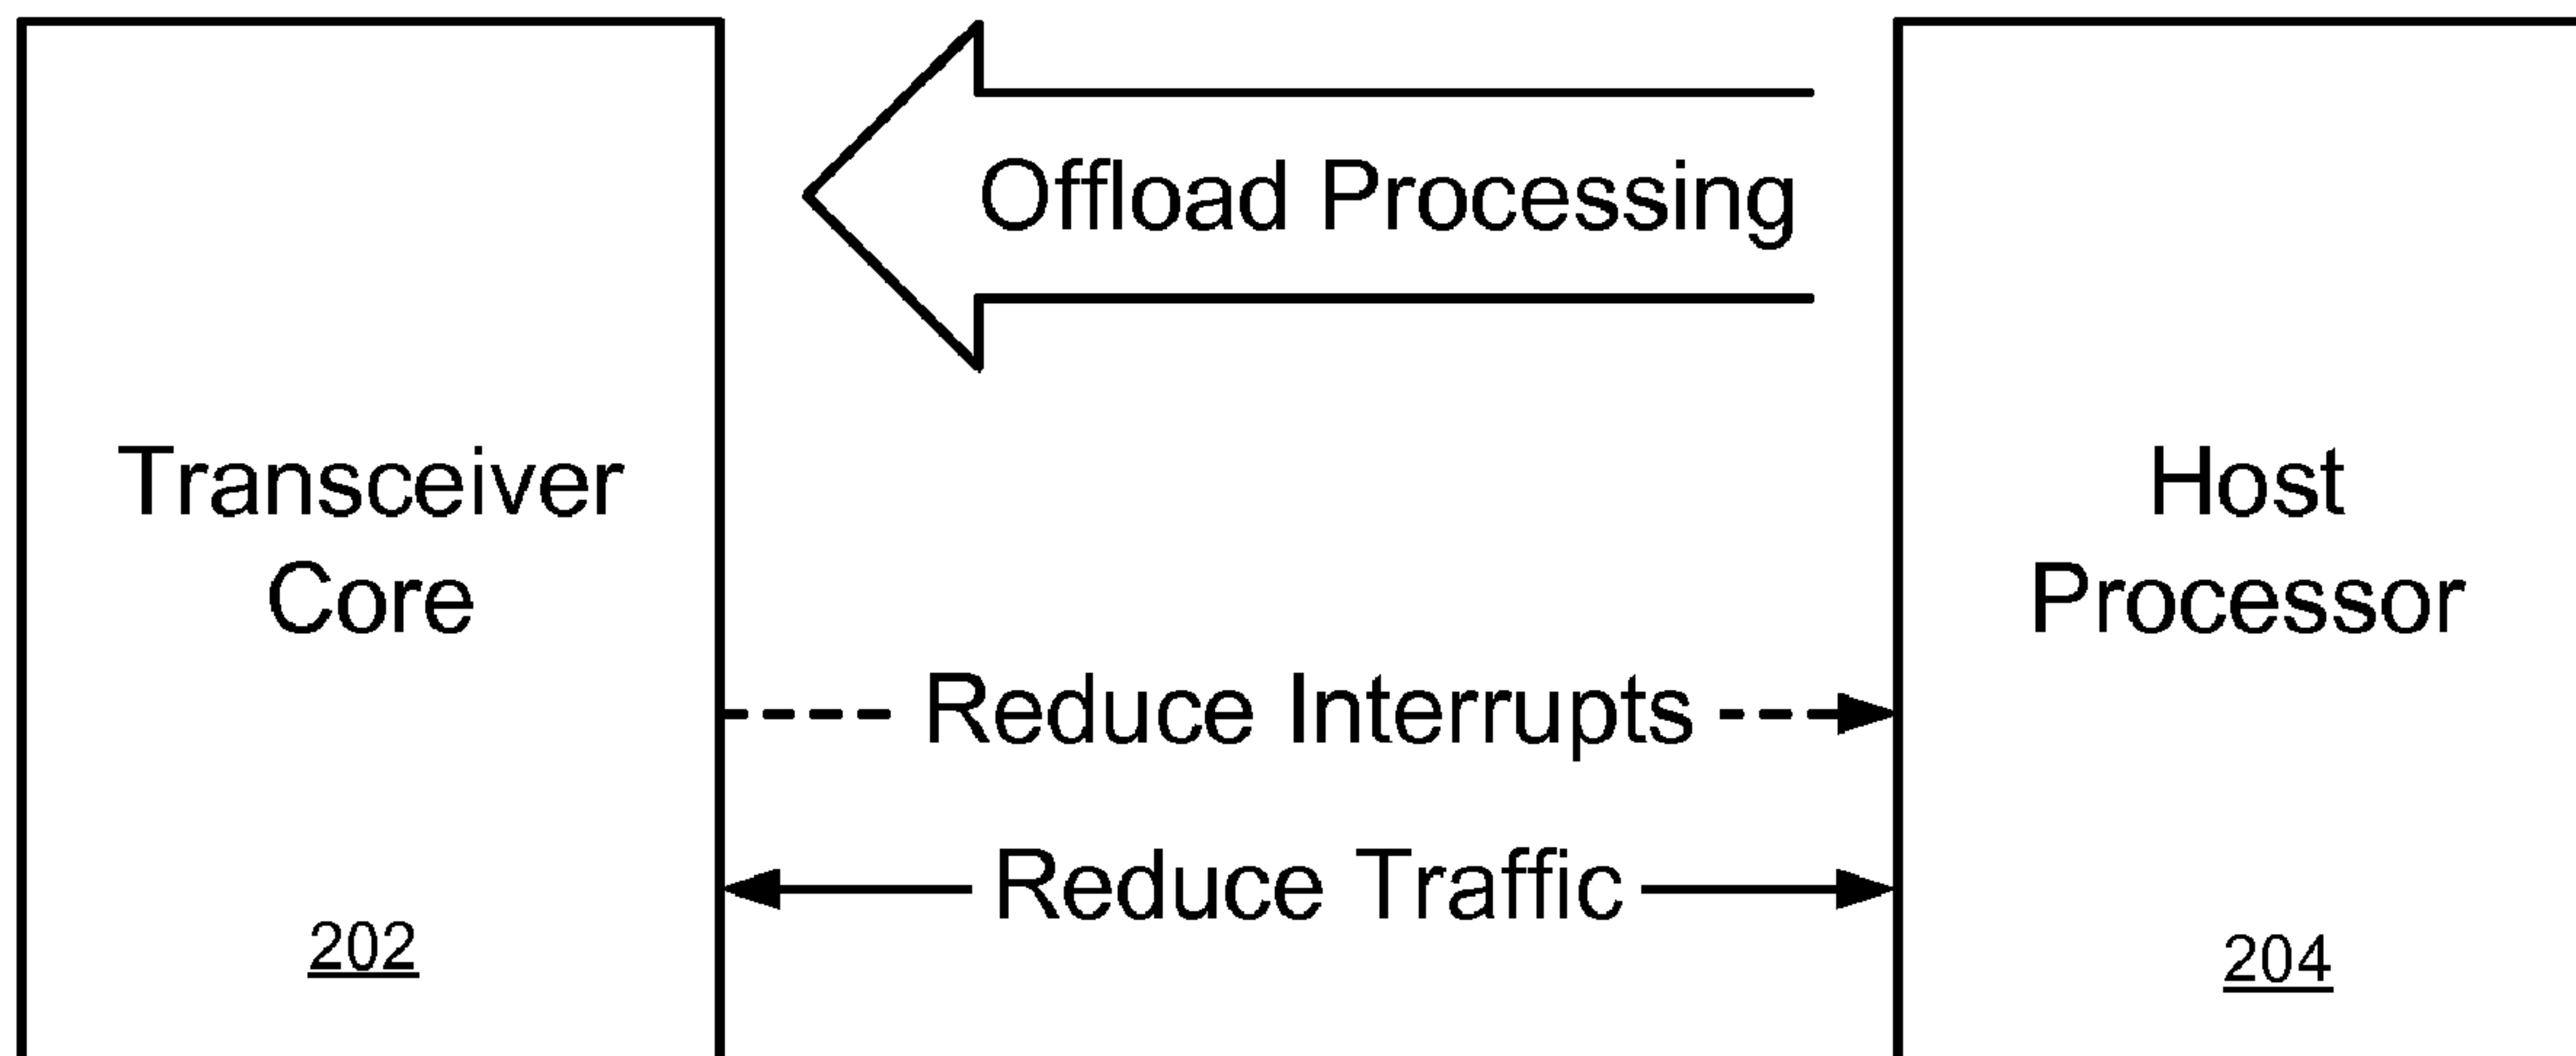 Offload Processing
Transceiver
Core
Host
Processor
Reduce Interrupts
Reduce Traffic
202
204